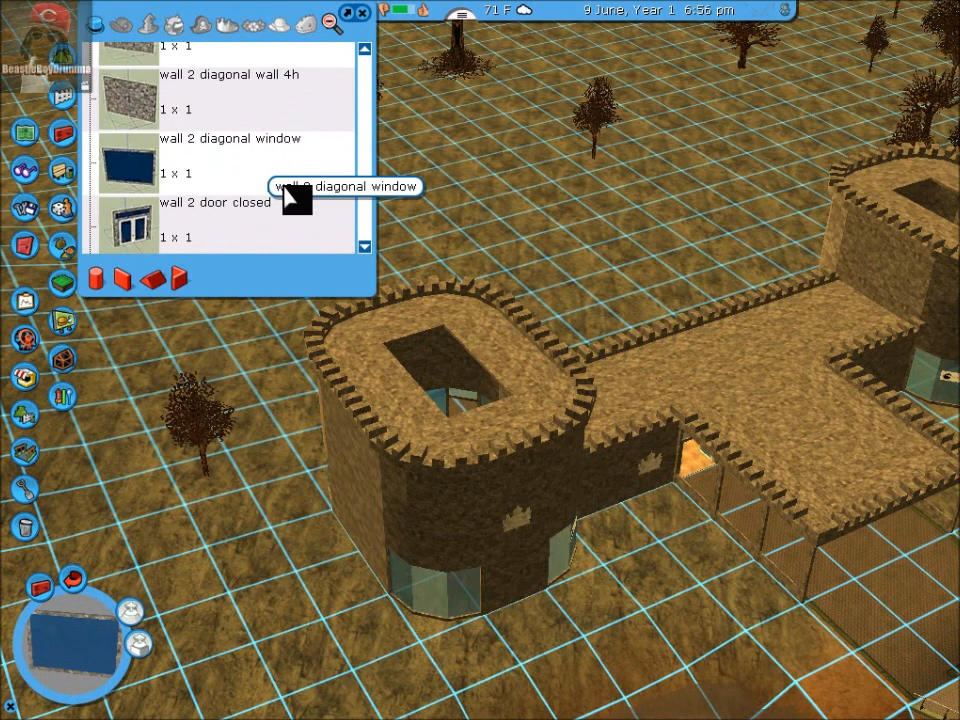 71 F
9 June, Year 1 6:56 pm
BeastieBoyDrumma
1 x 1
wall 2 diagonal wall 4h
1 x 1
wall 2 diagonal window
1 x 1
diagonal window
wall 2 door closed
1 x 1